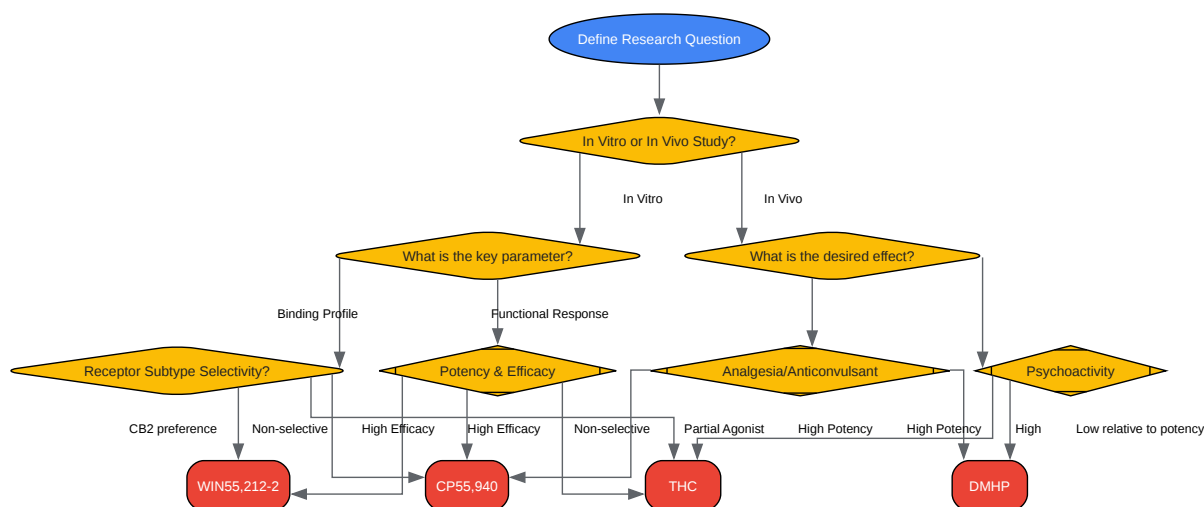 Define Research Question
In Vitro or In Vivo Study?
In Vitro
In Vivo
What is the key parameter?
What is the desired effect?
Binding Profile
Functional Response
Receptor Subtype Selectivity?
Potency & Efficacy
Analgesia/Anticonvulsant
Psychoactivity
CB2 preference
Non-selective
High Efficacy
High Efficacy
Non-selective
Partial Agonist
High Potency
High Potency
High
Low relative to potency
WIN55,212-2
CP55,940
THC
DMHP